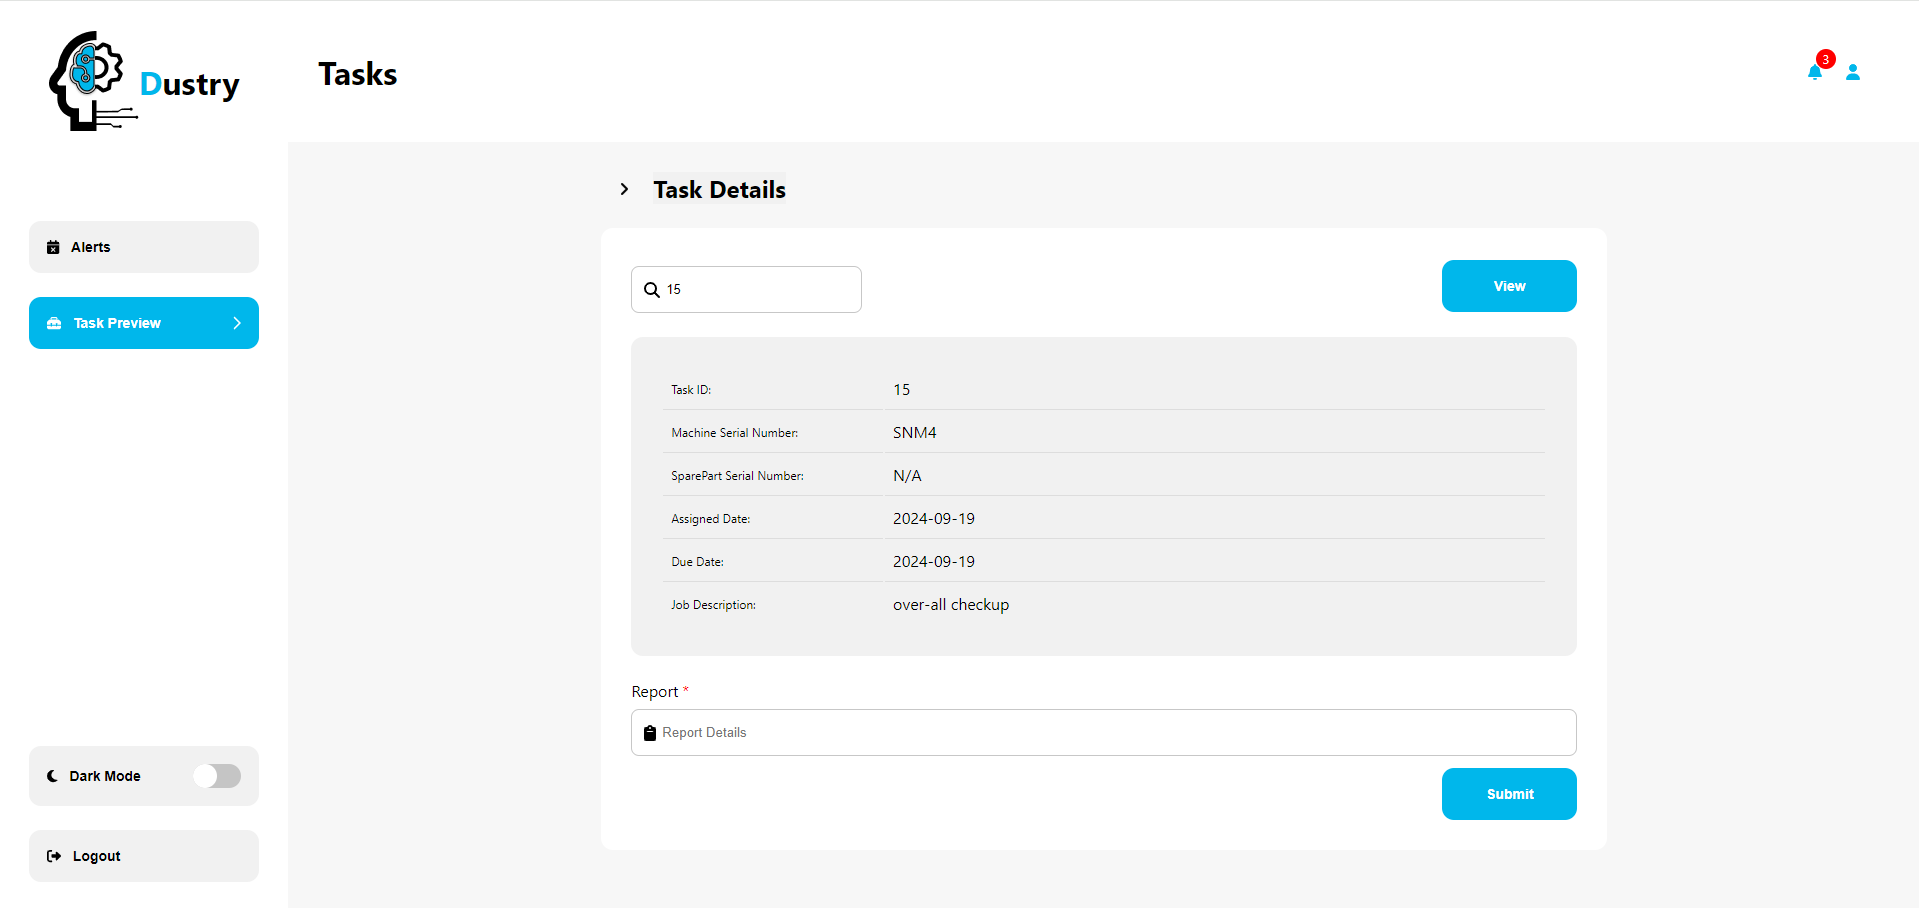 Dustry
Tasks
3
Alerts
Task Preview
Dark Mode
Logout
Task Details
15
View
Task ID: 15
Machine Serial Number: SNM4
SparePart Serial Number: N/A
Assigned Date: 2024-09-19
Due Date: 2024-09-19
Job Description: over-all checkup
Report *
Report Details
Submit